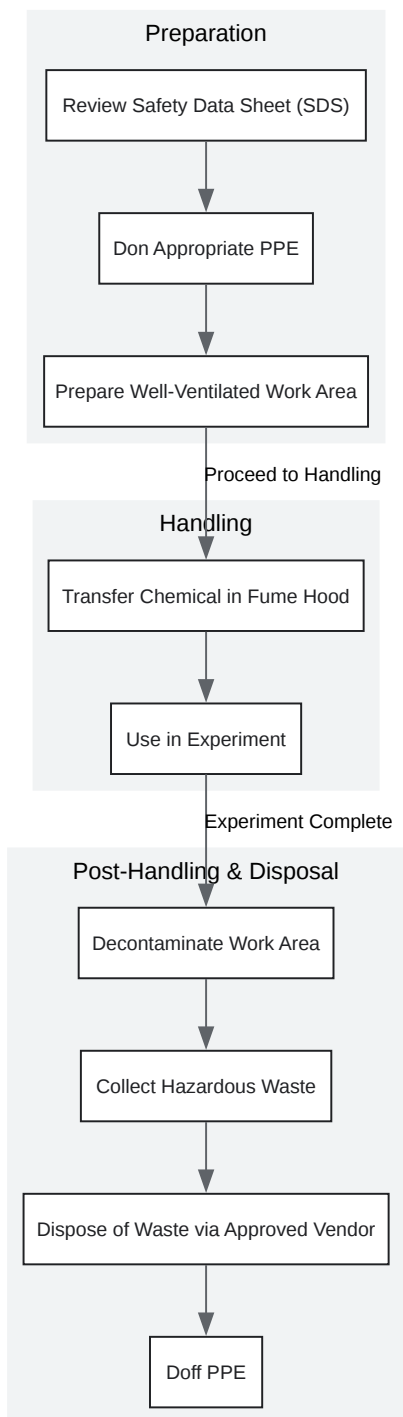 Preparation
Review Safety Data Sheet (SDS)
Don Appropriate PPE
Prepare Well-Ventilated Work Area
Proceed to Handling
Handling
Transfer Chemical in Fume Hood
Use in Experiment
Experiment Complete
Post-Handling & Disposal
Decontaminate Work Area
Collect Hazardous Waste
Dispose of Waste via Approved Vendor
Doff PPE